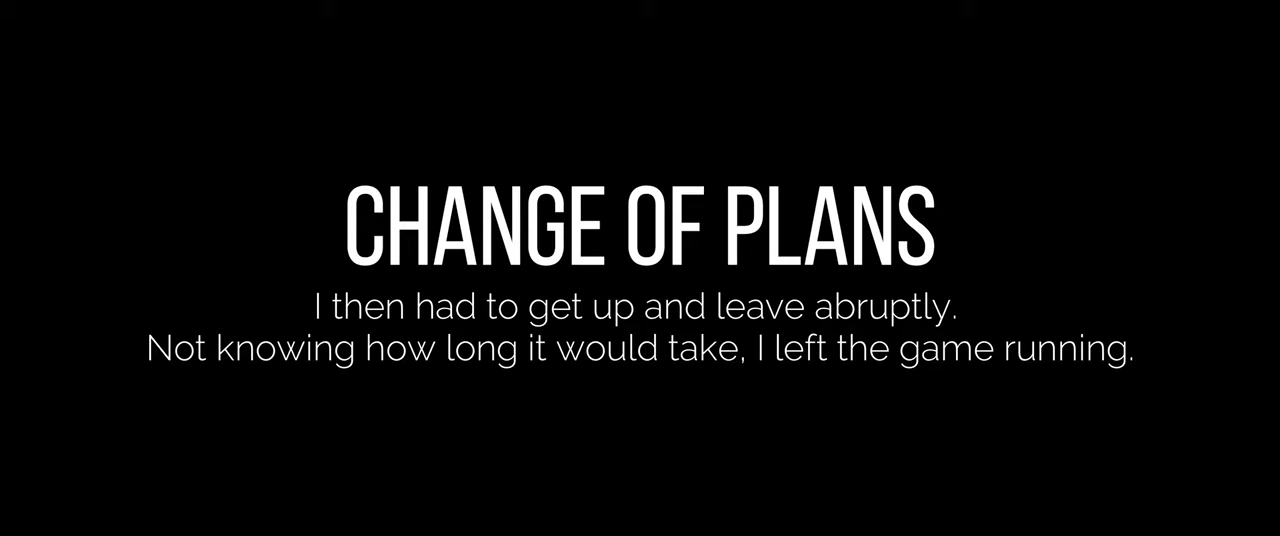 CHANGE OF PLANS
I then had to get up and leave abruptly.
Not knowing how long it would take, I left the game running.